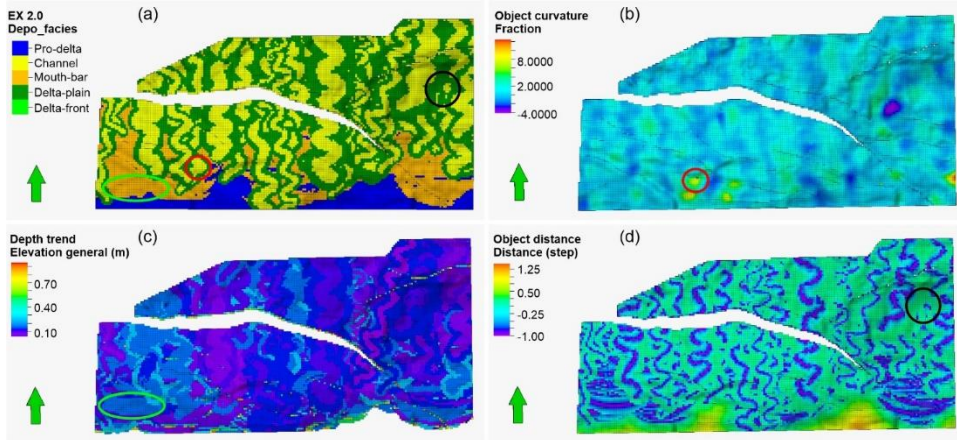 EX 2.0
Depo_facies
Pro-delta
Channel
Mouth-bar
Delta-plain
Delta-front
(a)
Object curvature
Fraction
8.0000
2.0000
-4.0000
(b)
Depth trend
Elevation general (m)
0.70
0.40
0.10
(c)
Object distance
Distance (step)
1.25
0.50
-0.25
-1.00
(d)